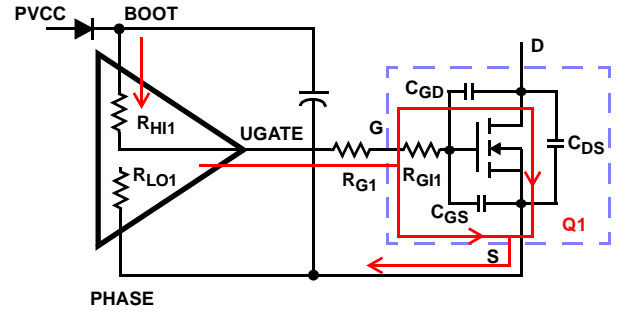 PVCC
BOOT
D
CGD
RHI1
UGATE
G
CDS
RLO1
RG1
RGI1
CGS
Q1
S
PHASE